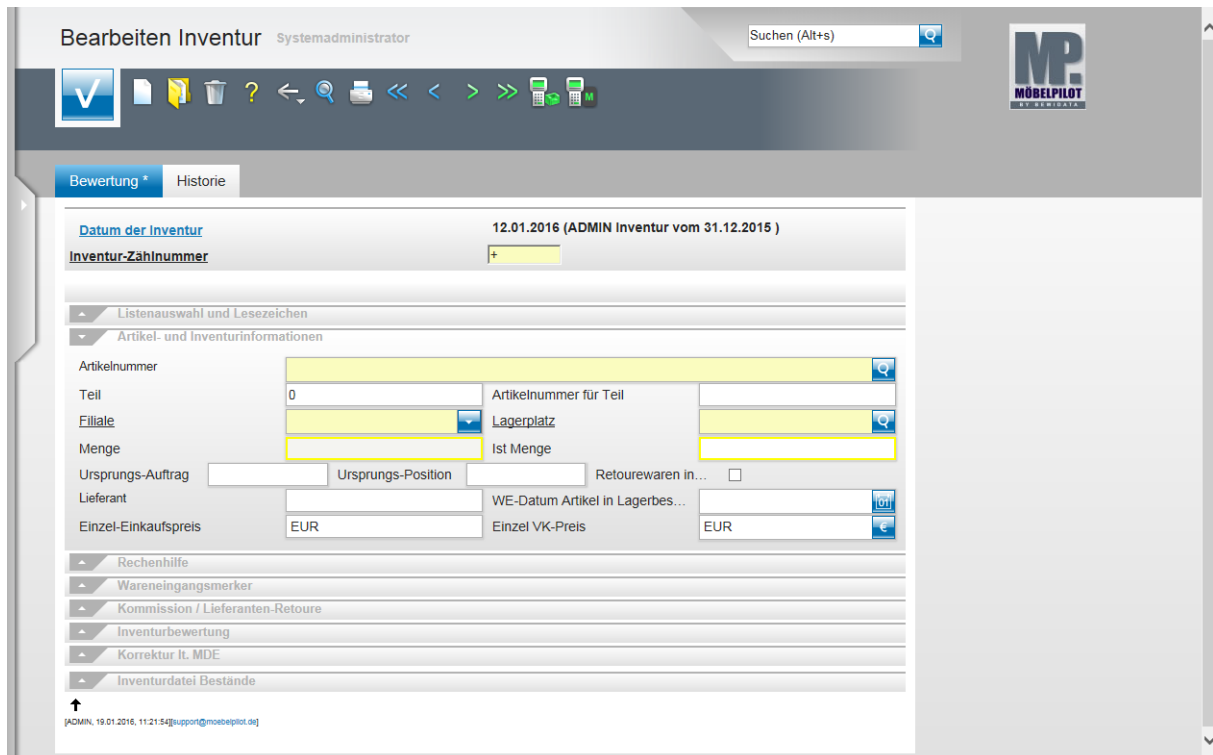 Bearbeiten Inventur Systemadministrator
Suchen (Alt+s)
MP.
MÖBELPILOT
BY BEMIDATA
? M
Bewertung * Historie
Datum der Inventur 12.01.2016 (ADMIN Inventur vom 31.12.2015 )
Inventur-Zählnummer +
Listenauswahl und Lesezeichen
Artikel- und Inventurinformationen
Artikelnummer
Teil 0 Artikelnummer für Teil
Filiale Lagerplatz
Menge Ist Menge
Ursprungs-Auftrag Ursprungs-Position Retourewaren in...
Lieferant WE-Datum Artikel in Lagerbes... 01
Einzel-Einkaufspreis EUR Einzel VK-Preis EUR €
Rechenhilfe
Wareneingangsmerker
Kommission / Lieferanten-Retoure
Inventurbewertung
Korrektur lt. MDE
Inventurdatei Bestände
[ADMIN, 19.01.2016, 11:21:54][support@moebelpilot.de]